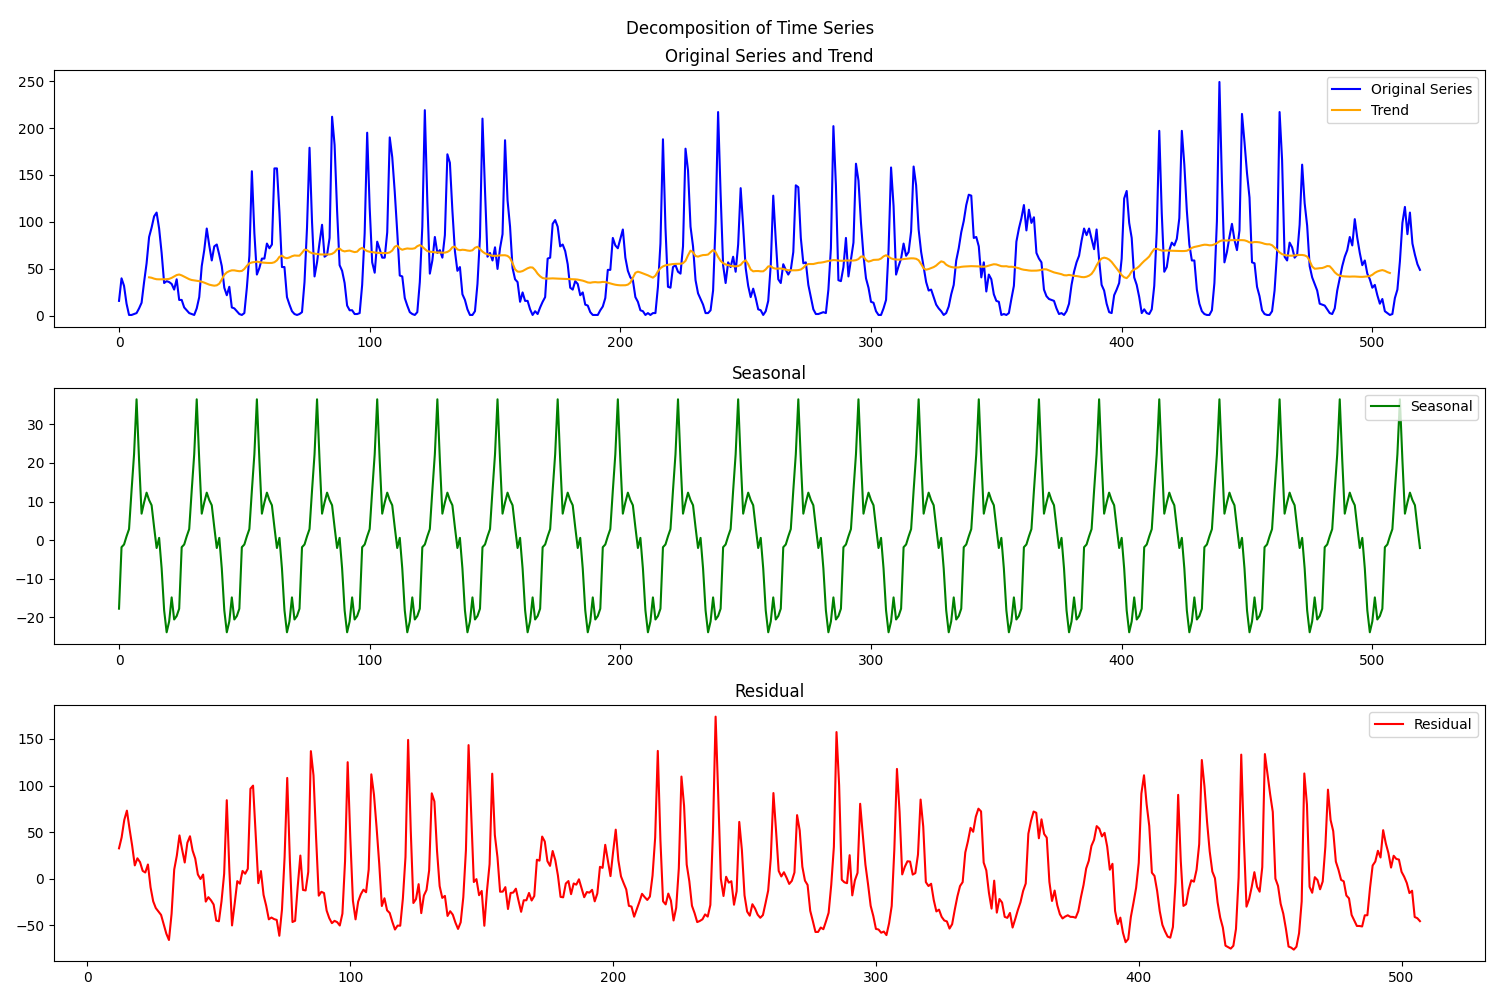 Decomposition of Time Series
Original Series and Trend
Original Series
Trend
250
200
150
100
50
0
0 100 200 300 400 500
Seasonal
Seasonal
30
20
10
0
−10
−20
0 100 200 300 400 500
Residual
Residual
150
100
50
0
−50
0 100 200 300 400 500